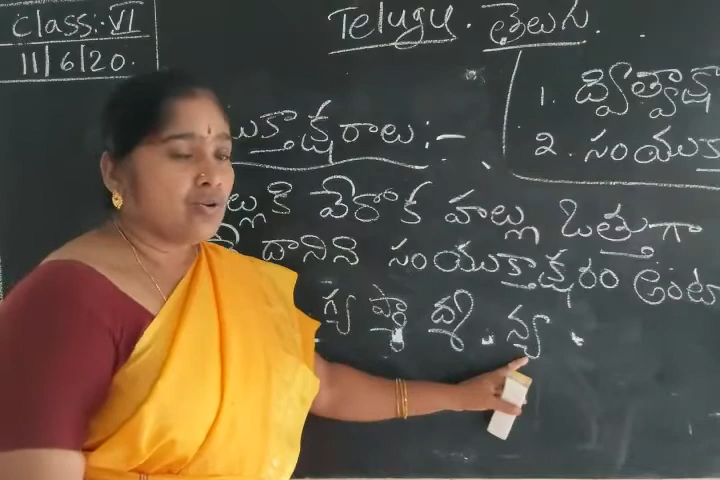 Class:- VI
11/6/20.
Telugu. తెలుగు.
1. ద్విత్వాక్ష
2. సంయుక్త
యుక్తాక్షరాలు :-
ల్లుకి వేరొక హల్లు ఒత్తుగా
దానిని సంయుక్తాక్షరం అంటా
గ్య ష్ఠా ద్మి న్య